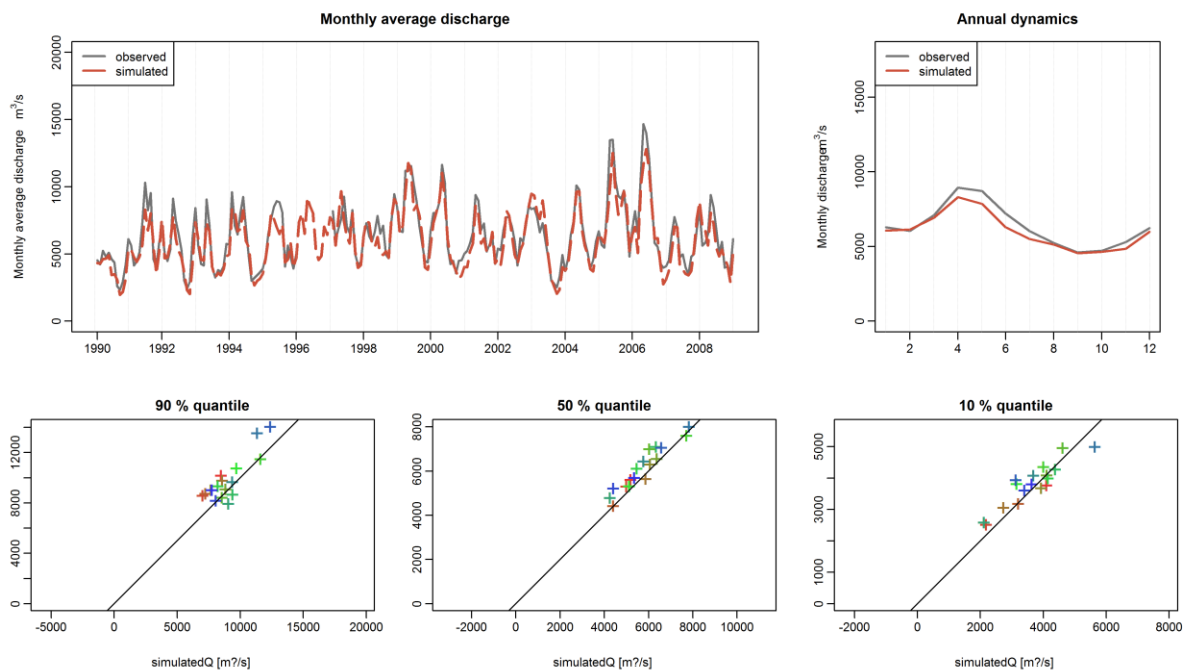 Monthly average discharge
Monthly average discharge m³/s
20000
15000
10000
5000
0
observed
simulated
1990 1992 1994 1996 1998 2000 2002 2004 2006 2008
Annual dynamics
Monthly dischargem³/s
15000
10000
5000
0
observed
simulated
2 4 6 8 10 12
90 % quantile
12000
8000
4000
0
-5000 0 5000 10000 15000 20000
simulatedQ [m?/s]
50 % quantile
8000
6000
4000
2000
0
0 2000 4000 6000 8000 10000
simulatedQ [m?/s]
10 % quantile
5000
3000
1000
0
-2000 0 2000 4000 6000 8000
simulatedQ [m?/s]